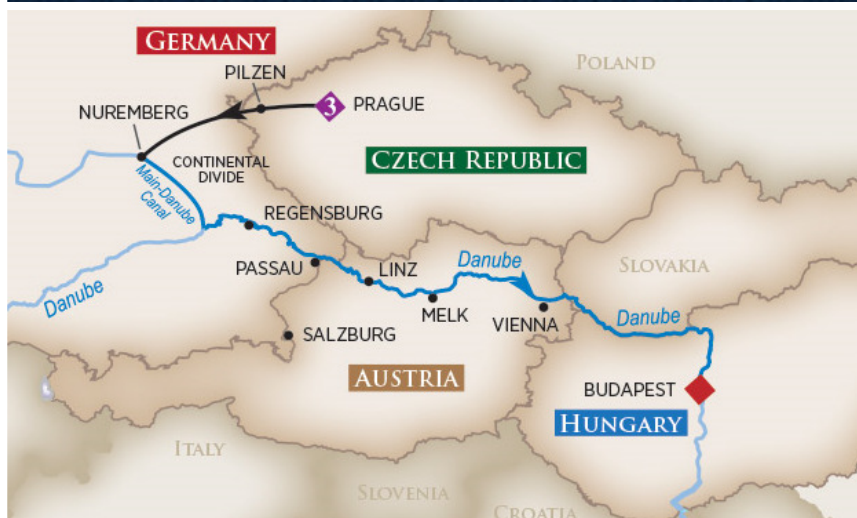 GERMANY
POLAND
PILZEN
3 PRAGUE
NUREMBERG
CONTINENTAL
DIVIDE
CZECH REPUBLIC
Main-Danube
Canal
REGENSBURG
PASSAU
LINZ
Danube
SLOVAKIA
Danube
MELK
VIENNA
Danube
SALZBURG
AUSTRIA
BUDAPEST
HUNGARY
ITALY
SLOVENIA
CROATIA